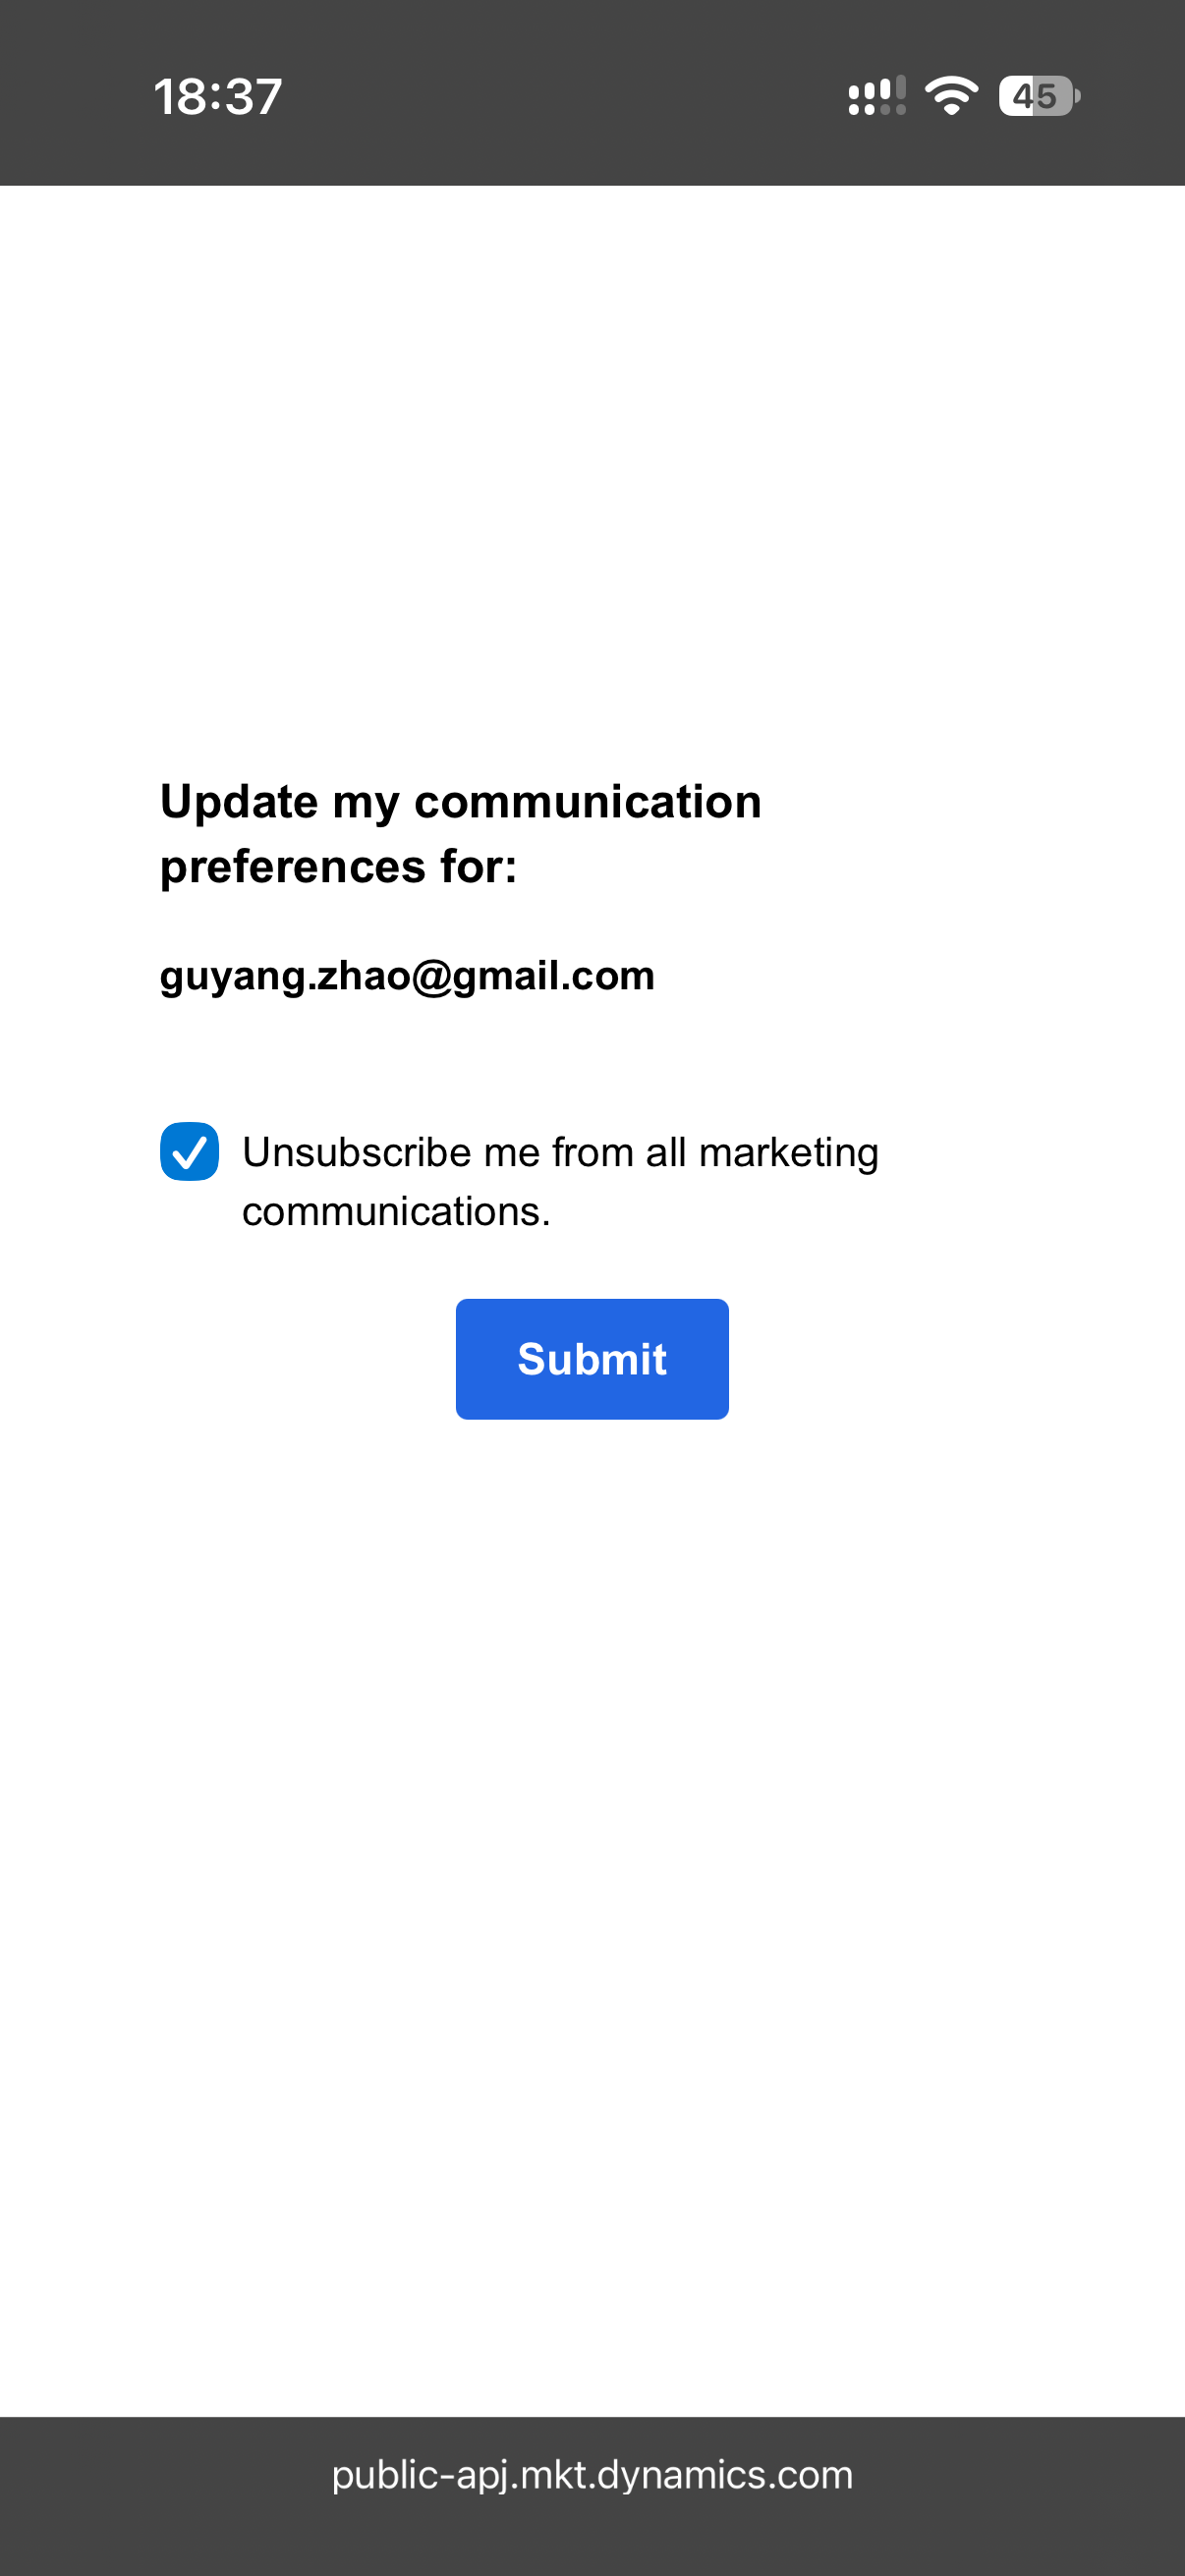 18:37
45
Update my communication
preferences for:
guyang.zhao@gmail.com
Unsubscribe me from all marketing
communications.
Submit
public-apj.mkt.dynamics.com